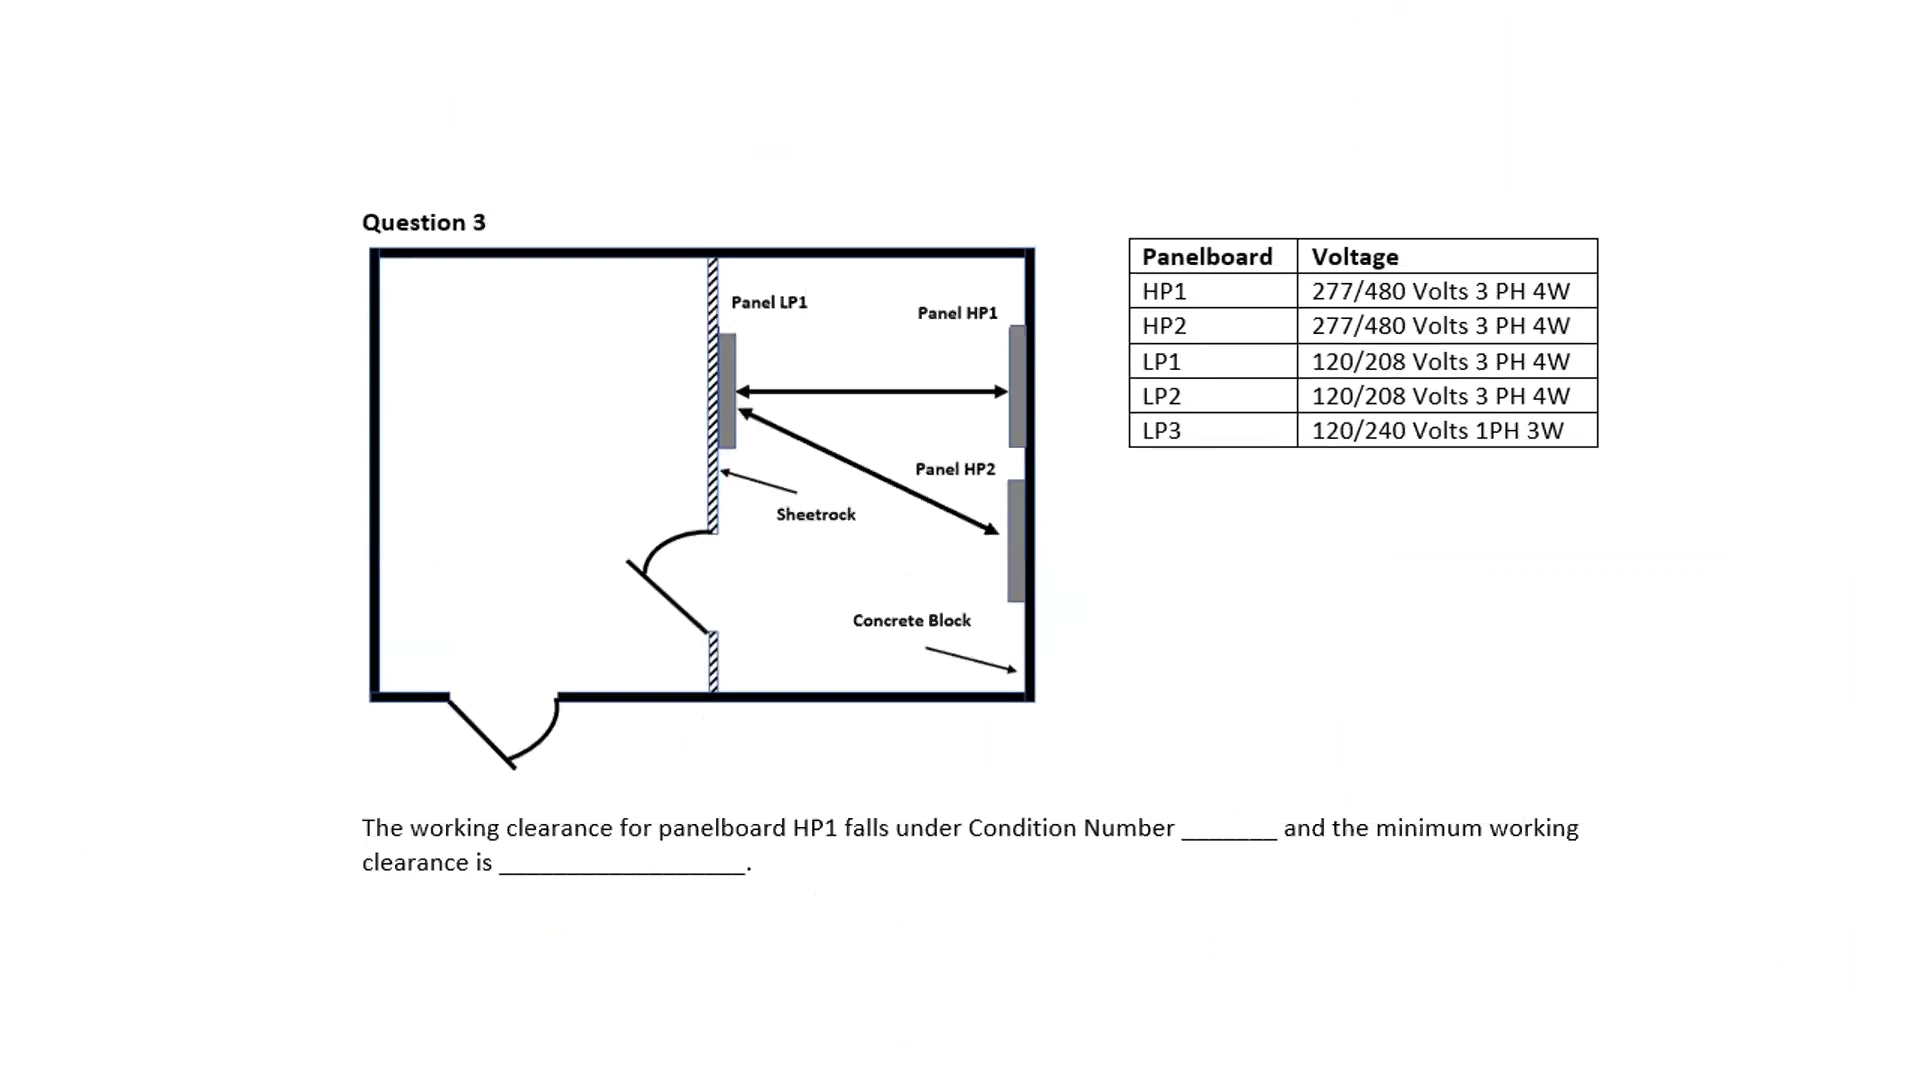 Question 3
Panel LP1
Panel HP1
Panel HP2
Sheetrock
Concrete Block
Panelboard Voltage
HP1 277/480 Volts 3 PH 4W
HP2 277/480 Volts 3 PH 4W
LP1 120/208 Volts 3 PH 4W
LP2 120/208 Volts 3 PH 4W
LP3 120/240 Volts 1PH 3W
The working clearance for panelboard HP1 falls under Condition Number _______ and the minimum working
clearance is __________________.